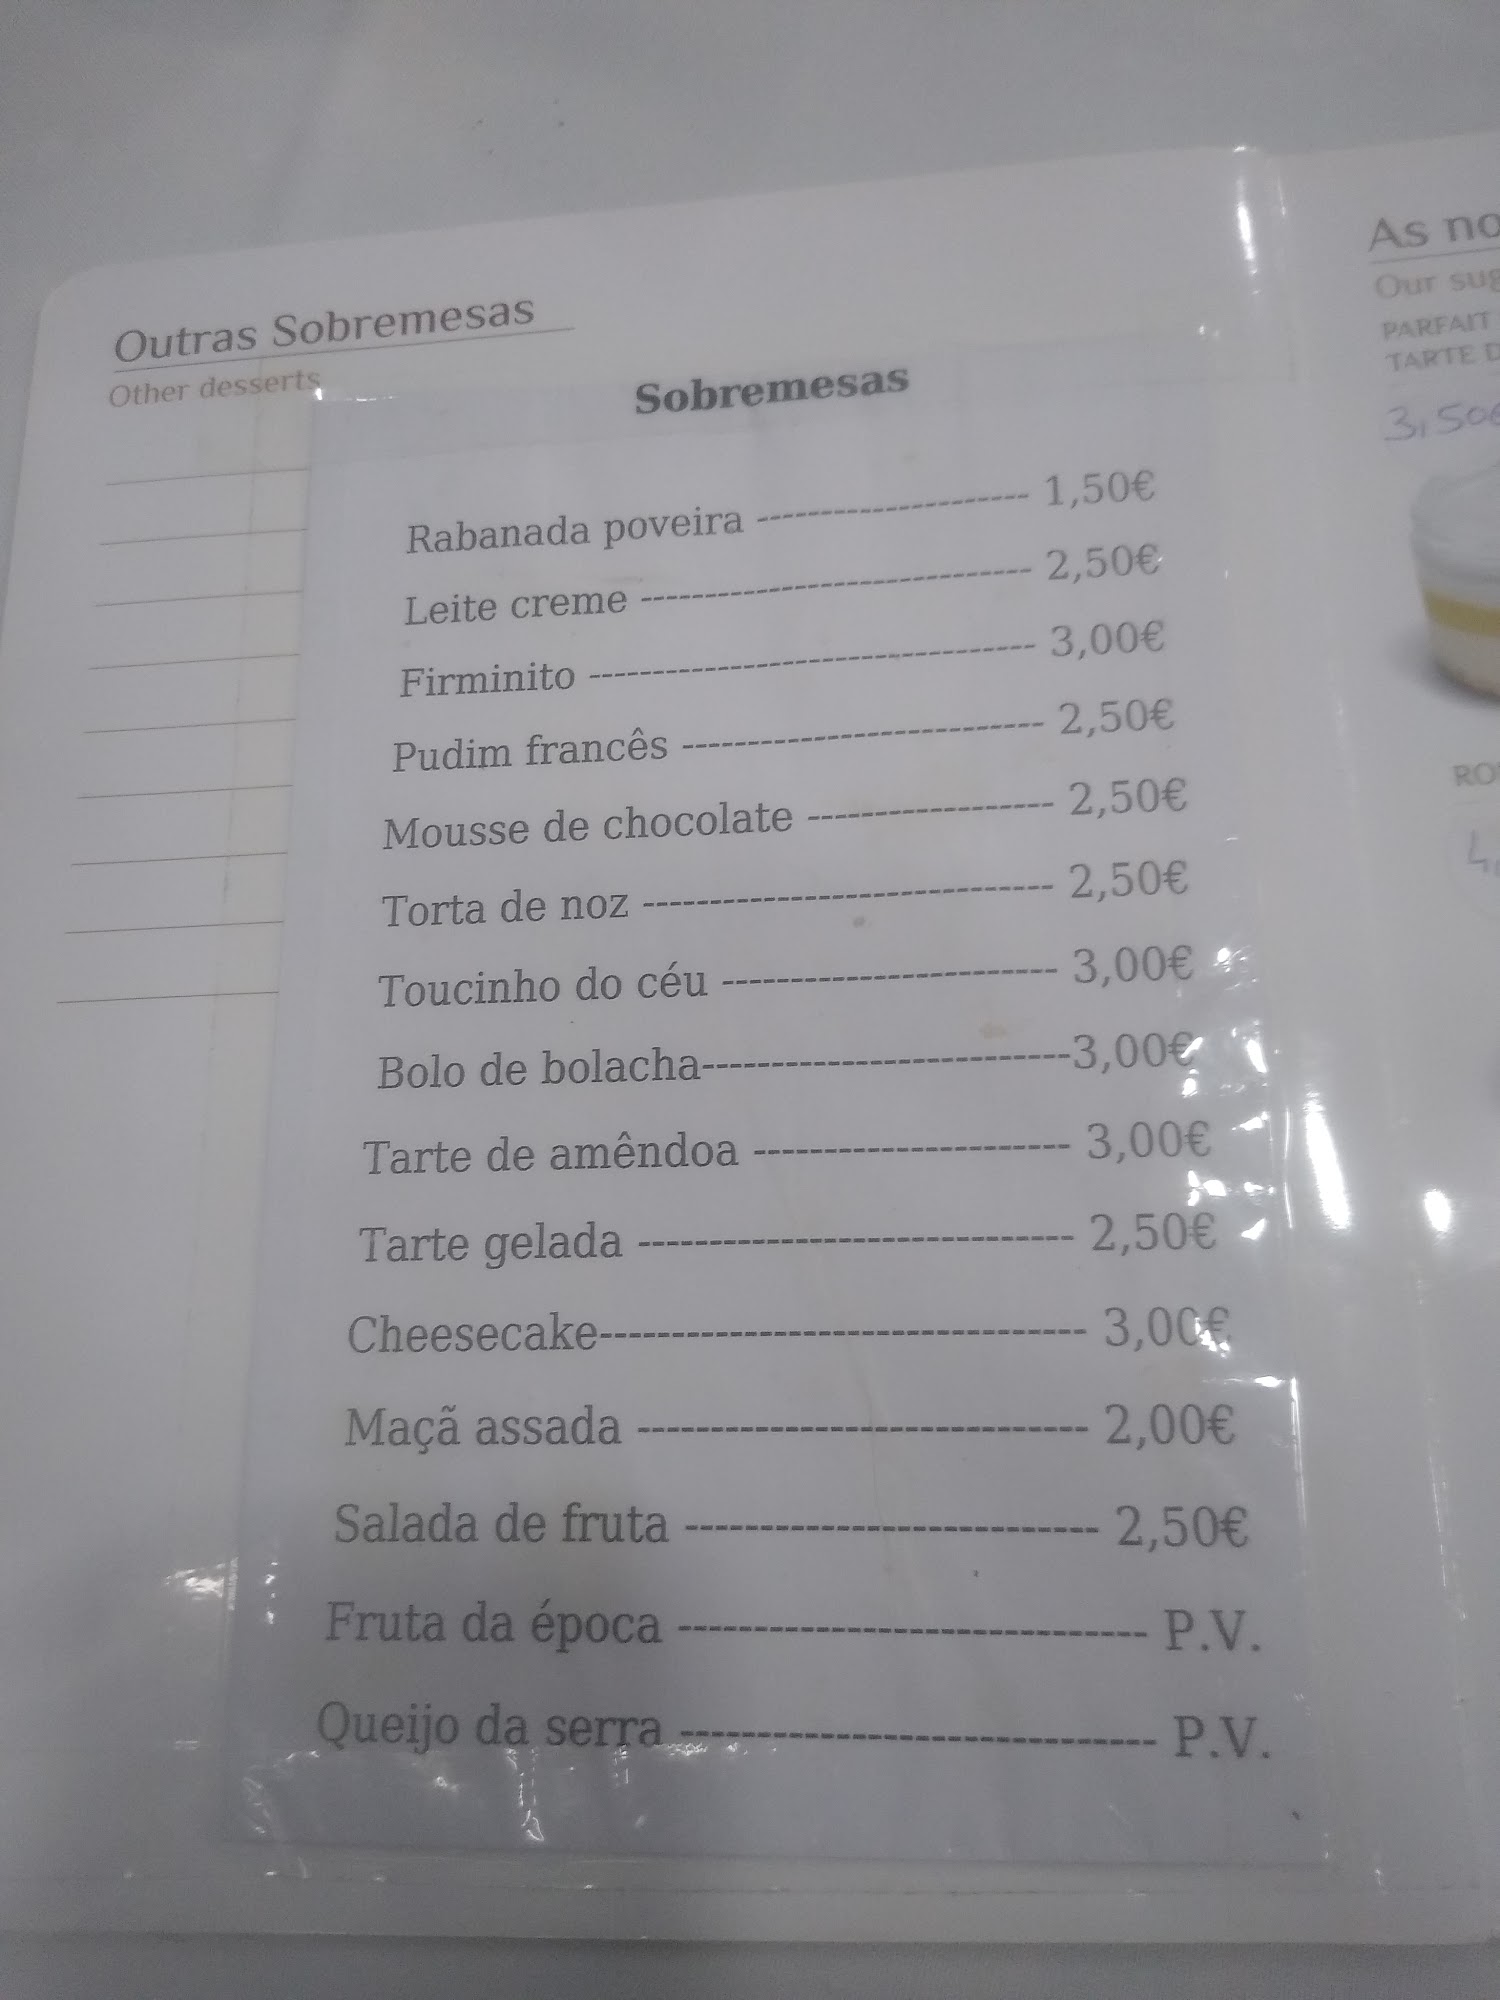 Outras Sobremesas
Other desserts
Sobremesas
Rabanada poveira --------------------- 1,50€
Leite creme ------------------------------- 2,50€
Firminito ----------------------------------- 3,00€
Pudim francês ---------------------------- 2,50€
Mousse de chocolate ------------------- 2,50€
Torta de noz ------------------------------- 2,50€
Toucinho do céu ------------------------- 3,00€
Bolo de bolacha---------------------------3,00€
Tarte de amêndoa ----------------------- 3,00€
Tarte gelada ------------------------------- 2,50€
Cheesecake---------------------------------- 3,00€
Maçã assada ------------------------------- 2,00€
Salada de fruta ---------------------------- 2,50€
Fruta da época ------------------------------- P.V.
Queijo da serra ------------------------------- P.V.
As
Our
PARFAIT
TARTE
3,50€